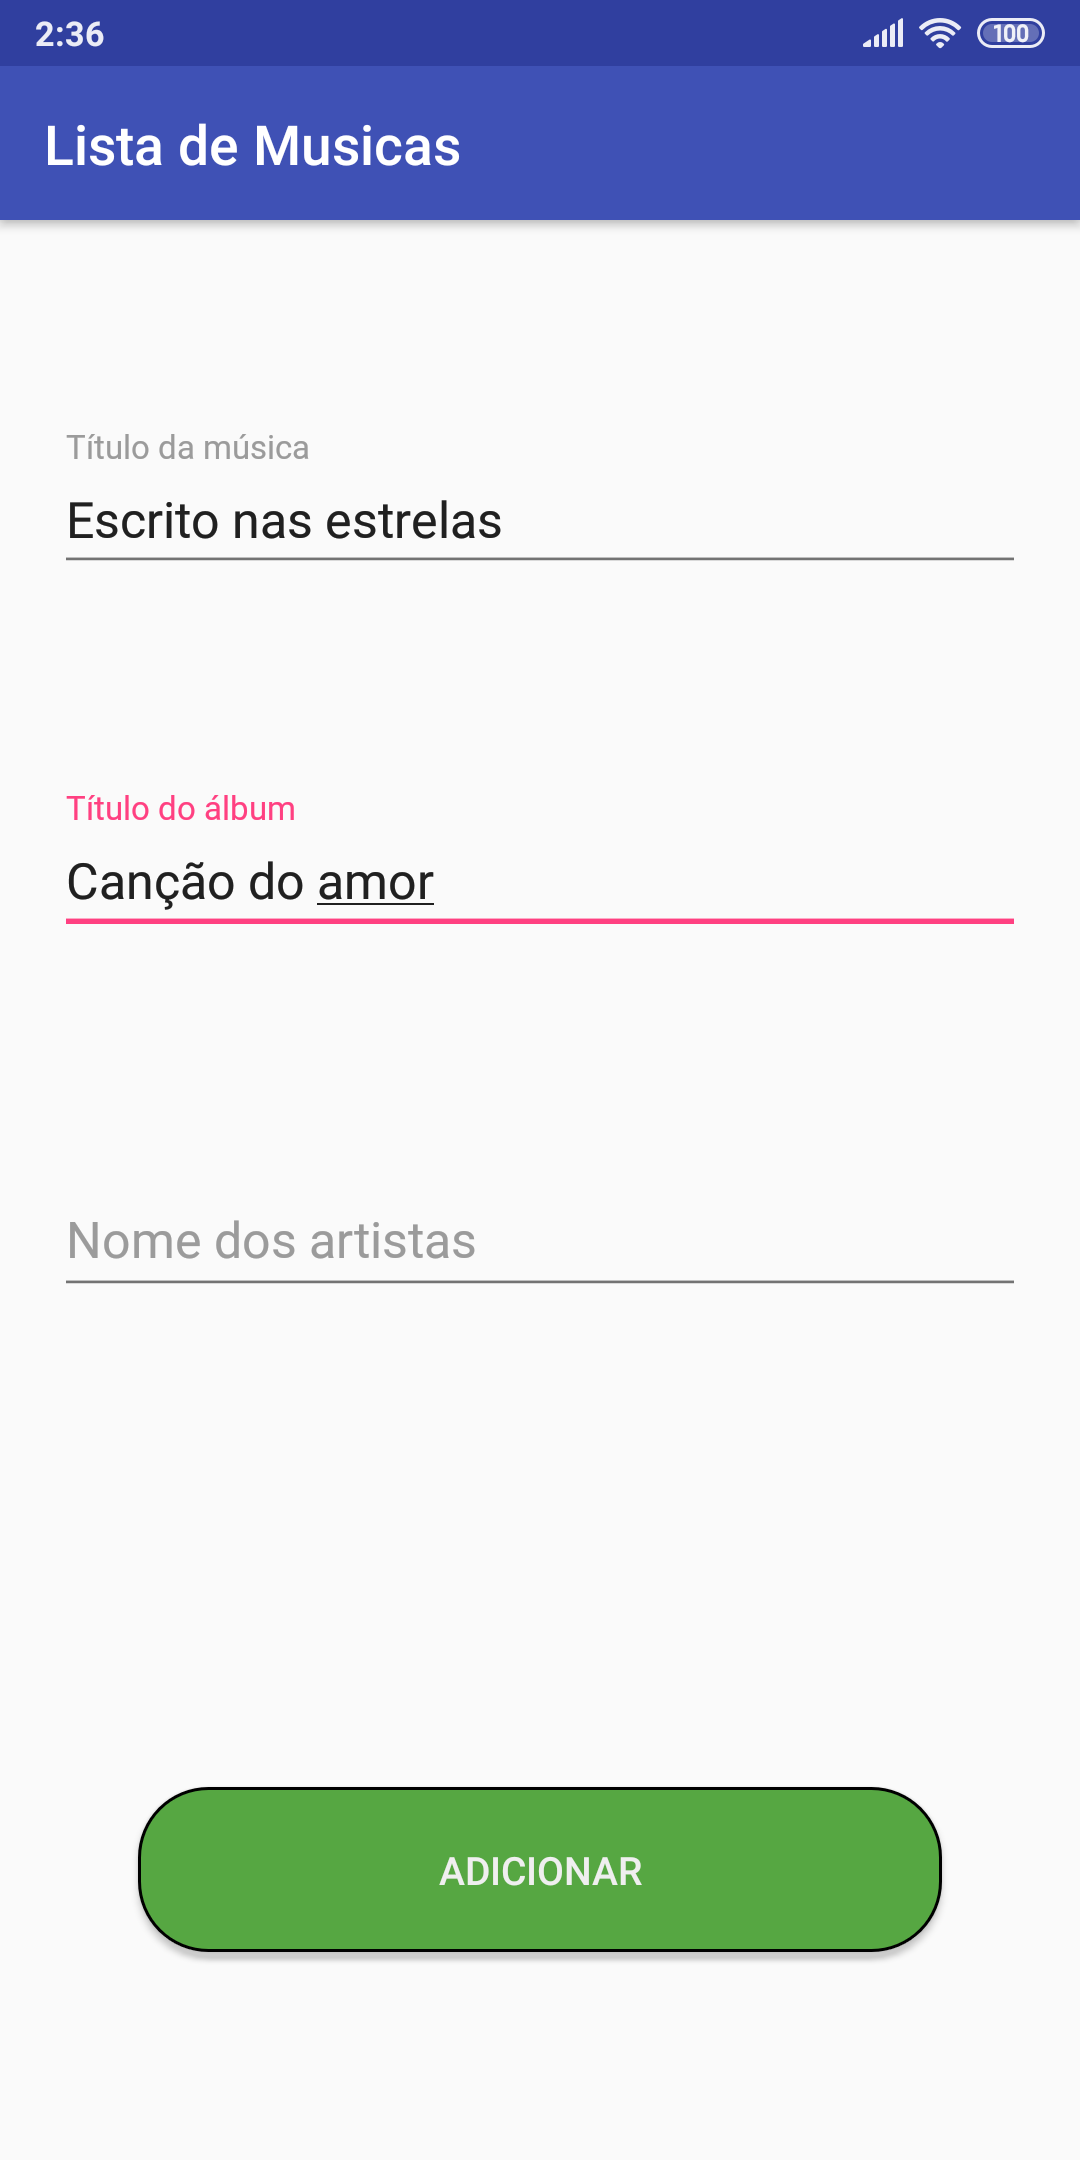 2:36
100
Lista de Musicas
Título da música
Escrito nas estrelas
Título do álbum
Canção do amor
Nome dos artistas
ADICIONAR